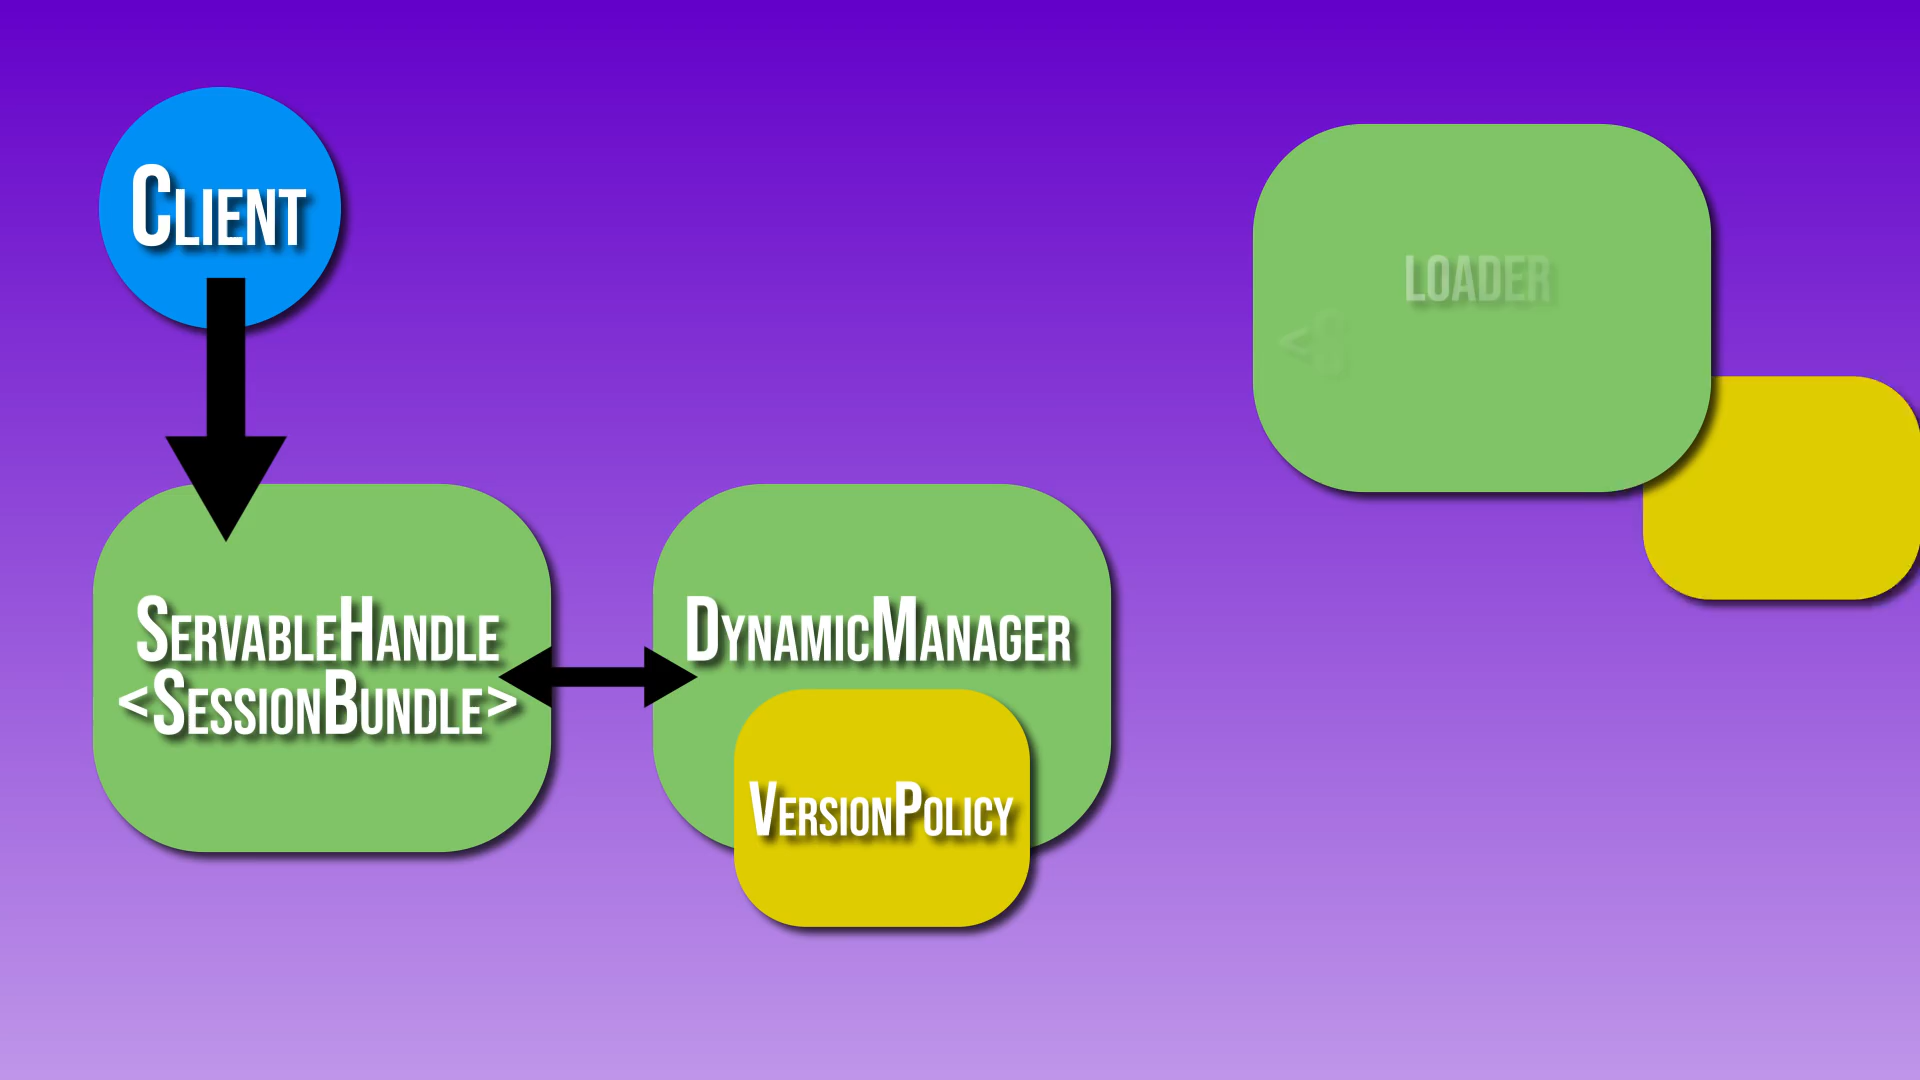 Client
Loader
<S
ServableHandle
<SessionBundle>
DynamicManager
VersionPolicy